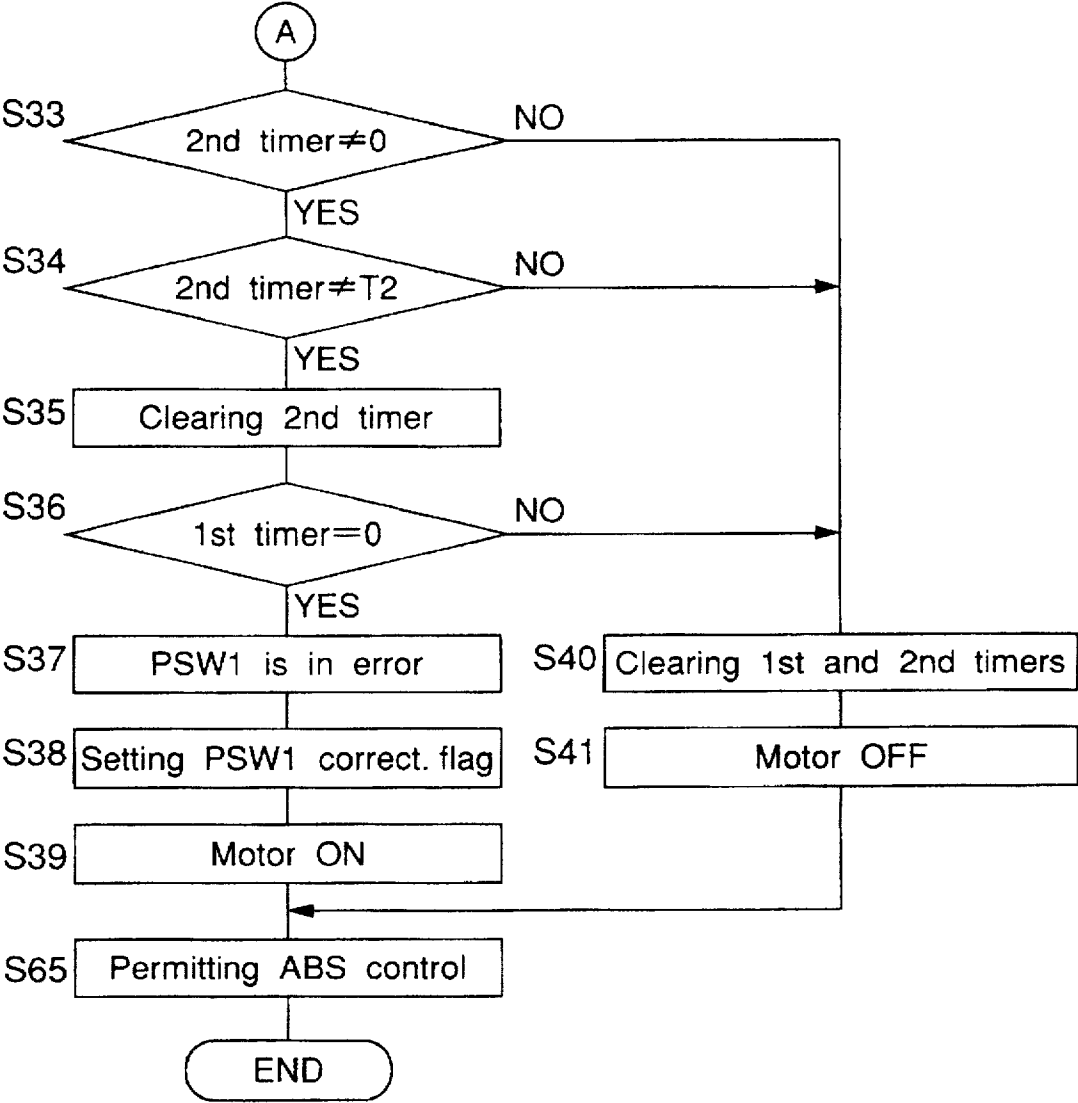 A
S33
2nd timer≠0
NO
YES
S34
2nd timer≠T2
NO
YES
S35
Clearing 2nd timer
S36
1st timer=0
NO
YES
S37
PSW1 is in error
S40
Clearing 1st and 2nd timers
S38
Setting PSW1 correct. flag
S41
Motor OFF
S39
Motor ON
S65
Permitting ABS control
END